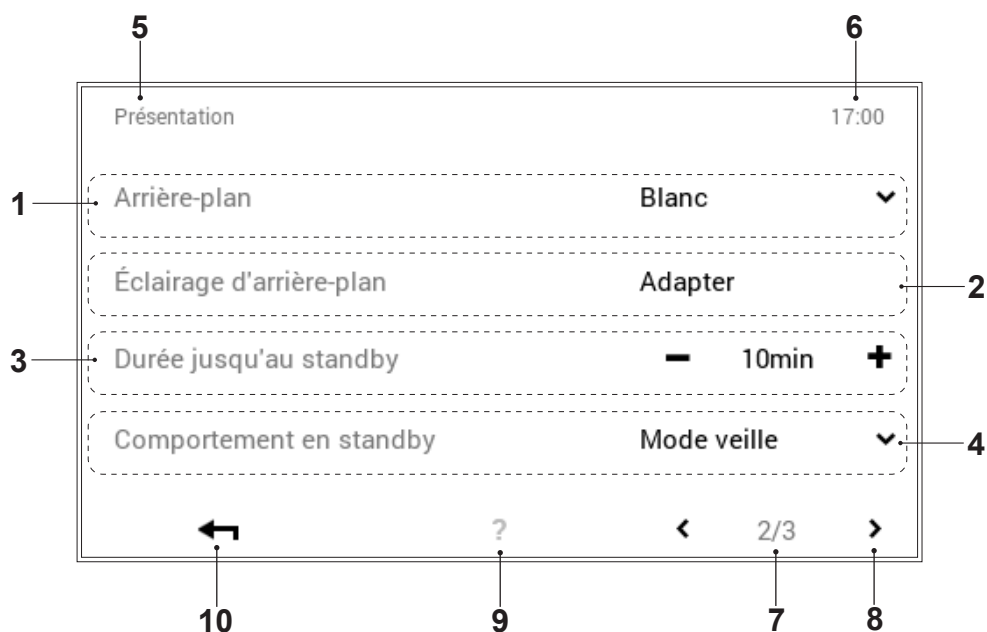 5 6
Présentation 17:00
1 Arrière-plan Blanc
Éclairage d'arrière-plan Adapter 2
3 Durée jusqu'au standby − 10min +
Comportement en standby Mode veille 4
? < 2/3 >
10 9 7 8